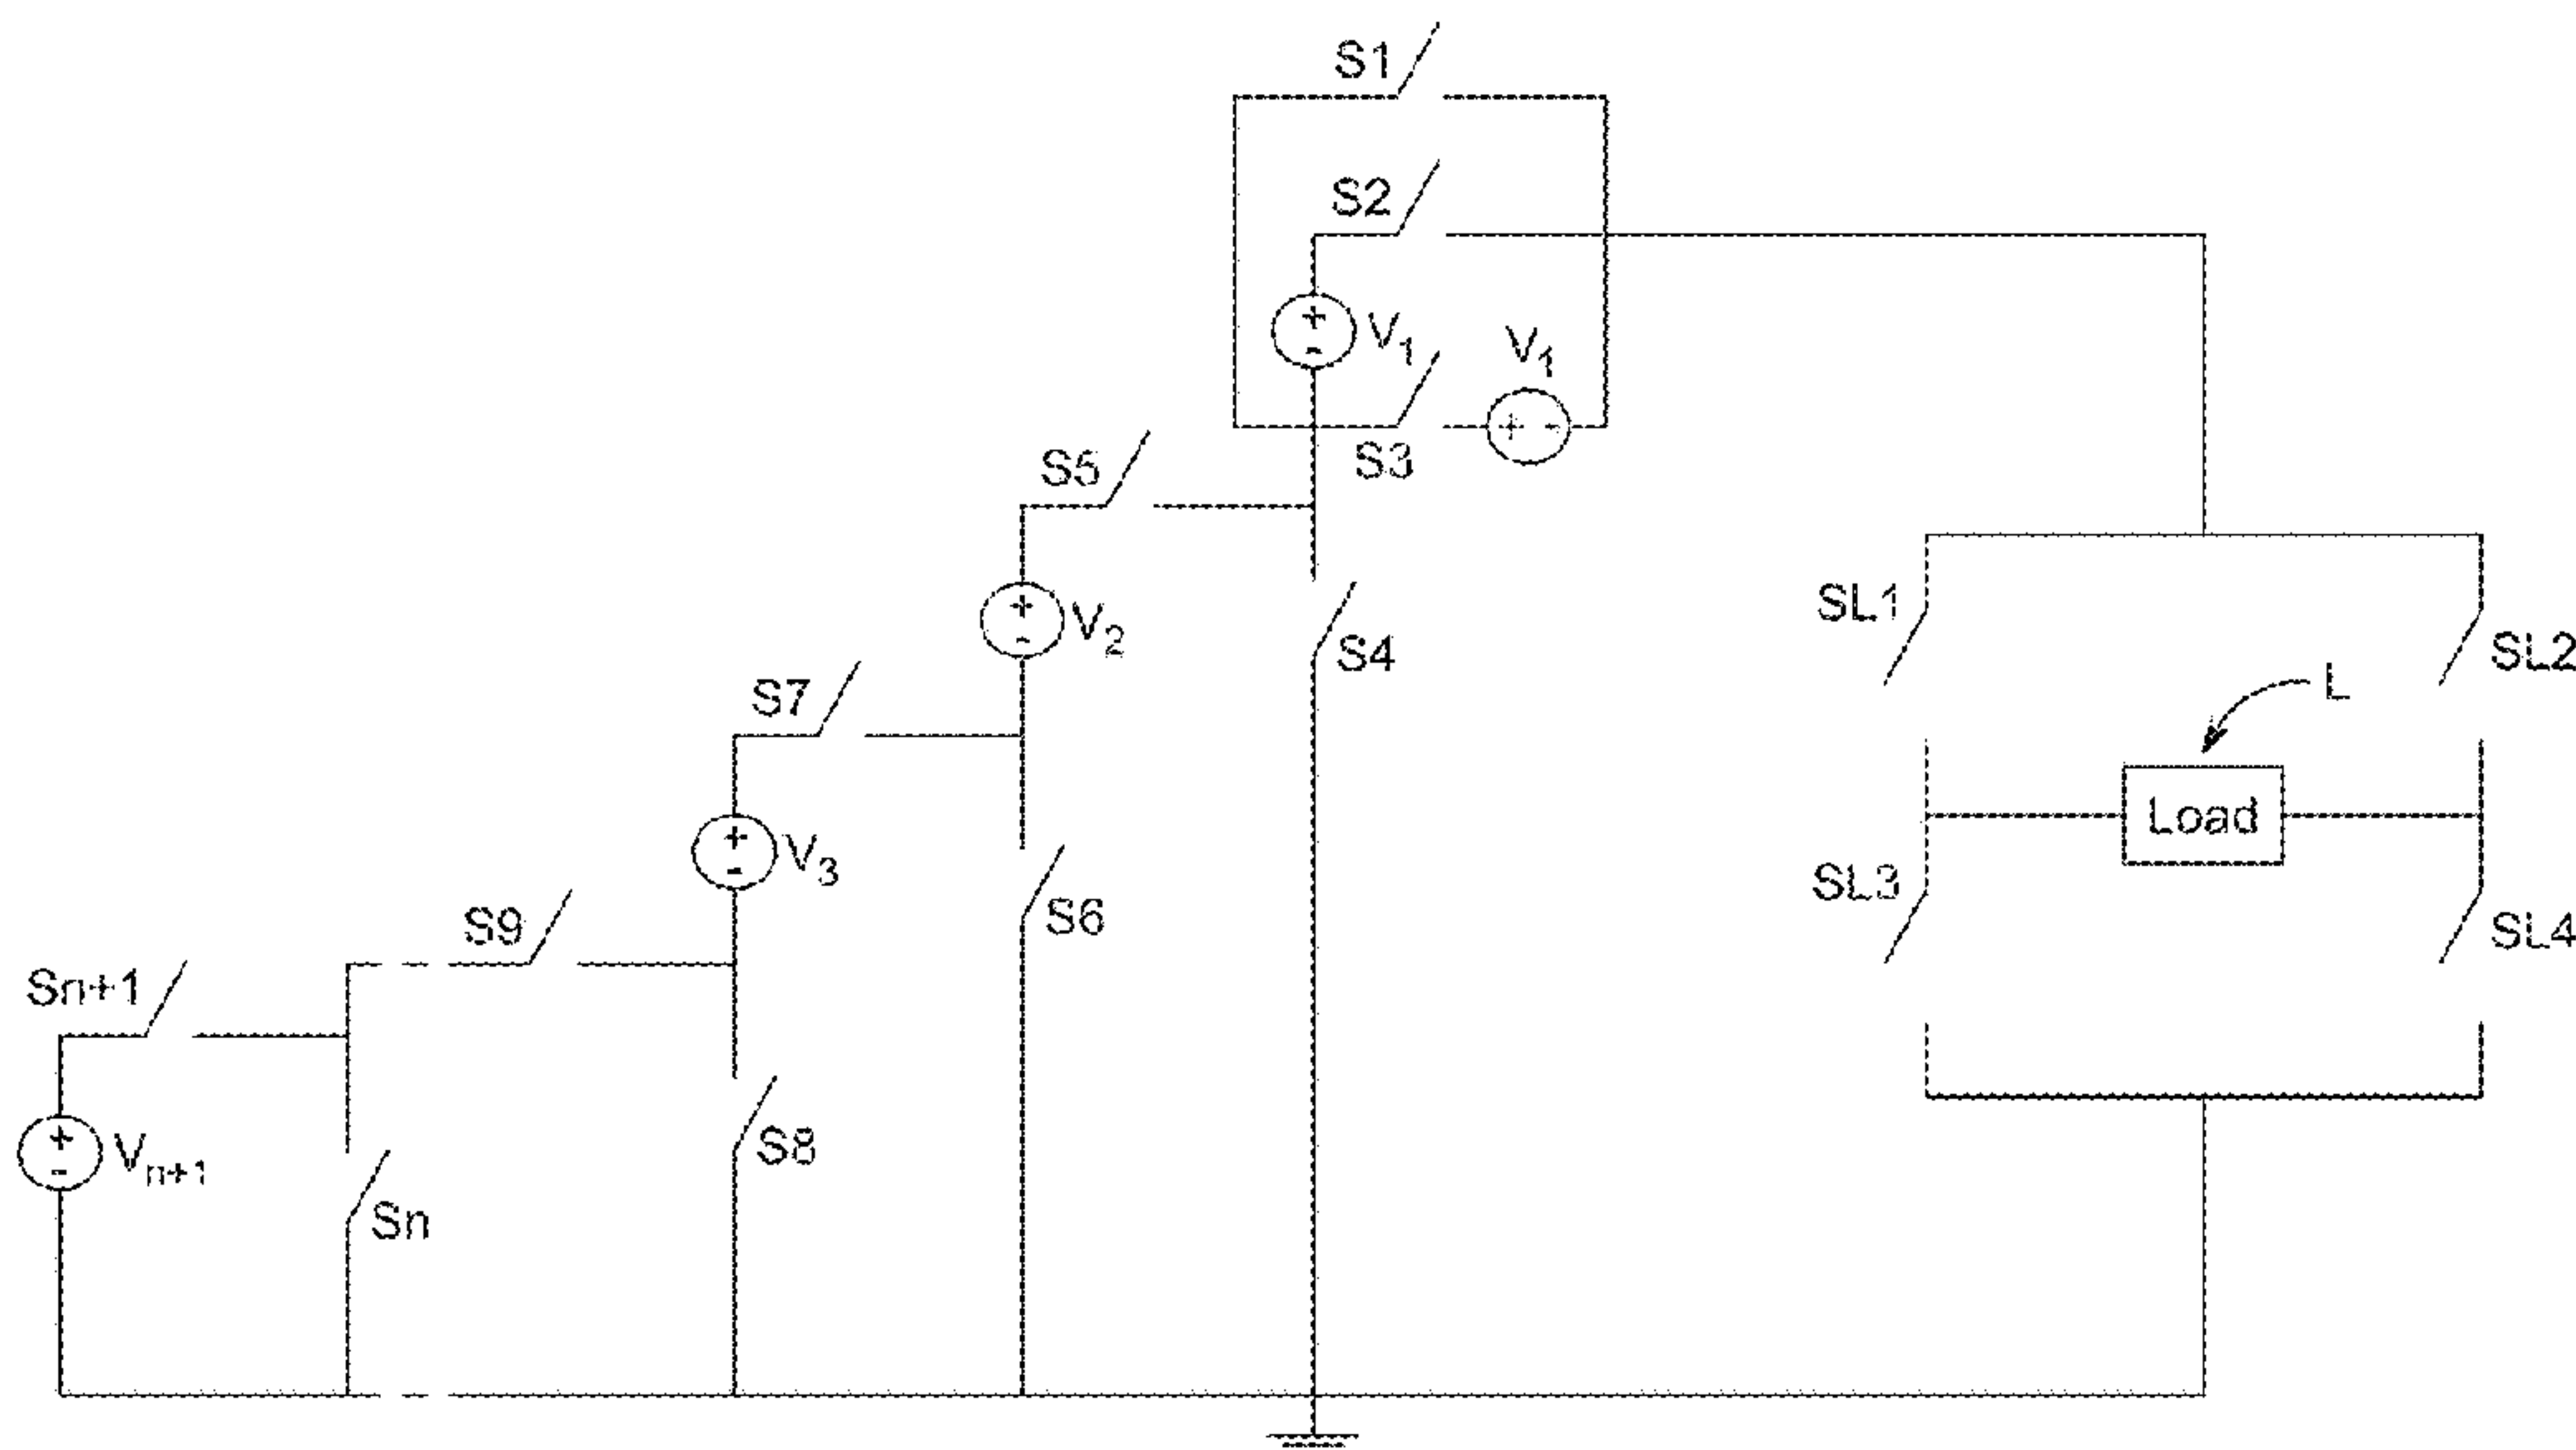 S1
S2
+
-
V1
V1
S3
+ -
S5
+
-
V2
S4
SL1
SL2
L
S7
Load
+
-
V3
SL3
SL4
S9
S6
Sn+1
+
-
Vn+1
S8
Sn